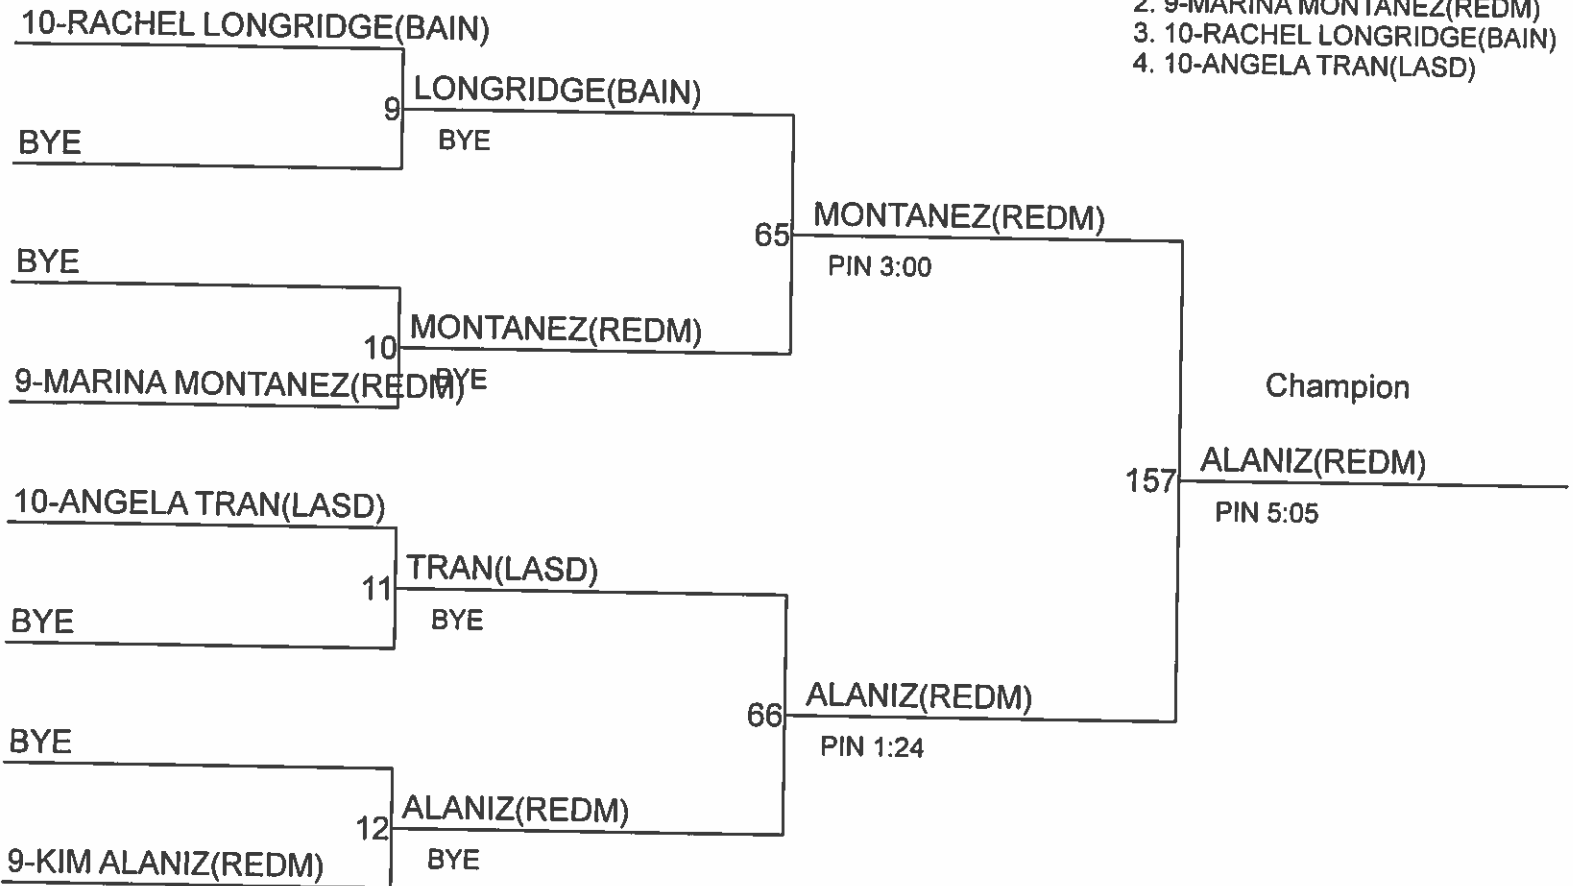 2. 9-MARINA MONTANEZ(REDM)
3. 10-RACHEL LONGRIDGE(BAIN)
4. 10-ANGELA TRAN(LASD)
10-RACHEL LONGRIDGE(BAIN)
9
LONGRIDGE(BAIN)
BYE
BYE
65
MONTANEZ(REDM)
PIN 3:00
BYE
10
MONTANEZ(REDM)
BYE
9-MARINA MONTANEZ(REDM)
Champion
157
ALANIZ(REDM)
PIN 5:05
10-ANGELA TRAN(LASD)
11
TRAN(LASD)
BYE
BYE
66
ALANIZ(REDM)
PIN 1:24
BYE
12
ALANIZ(REDM)
BYE
9-KIM ALANIZ(REDM)